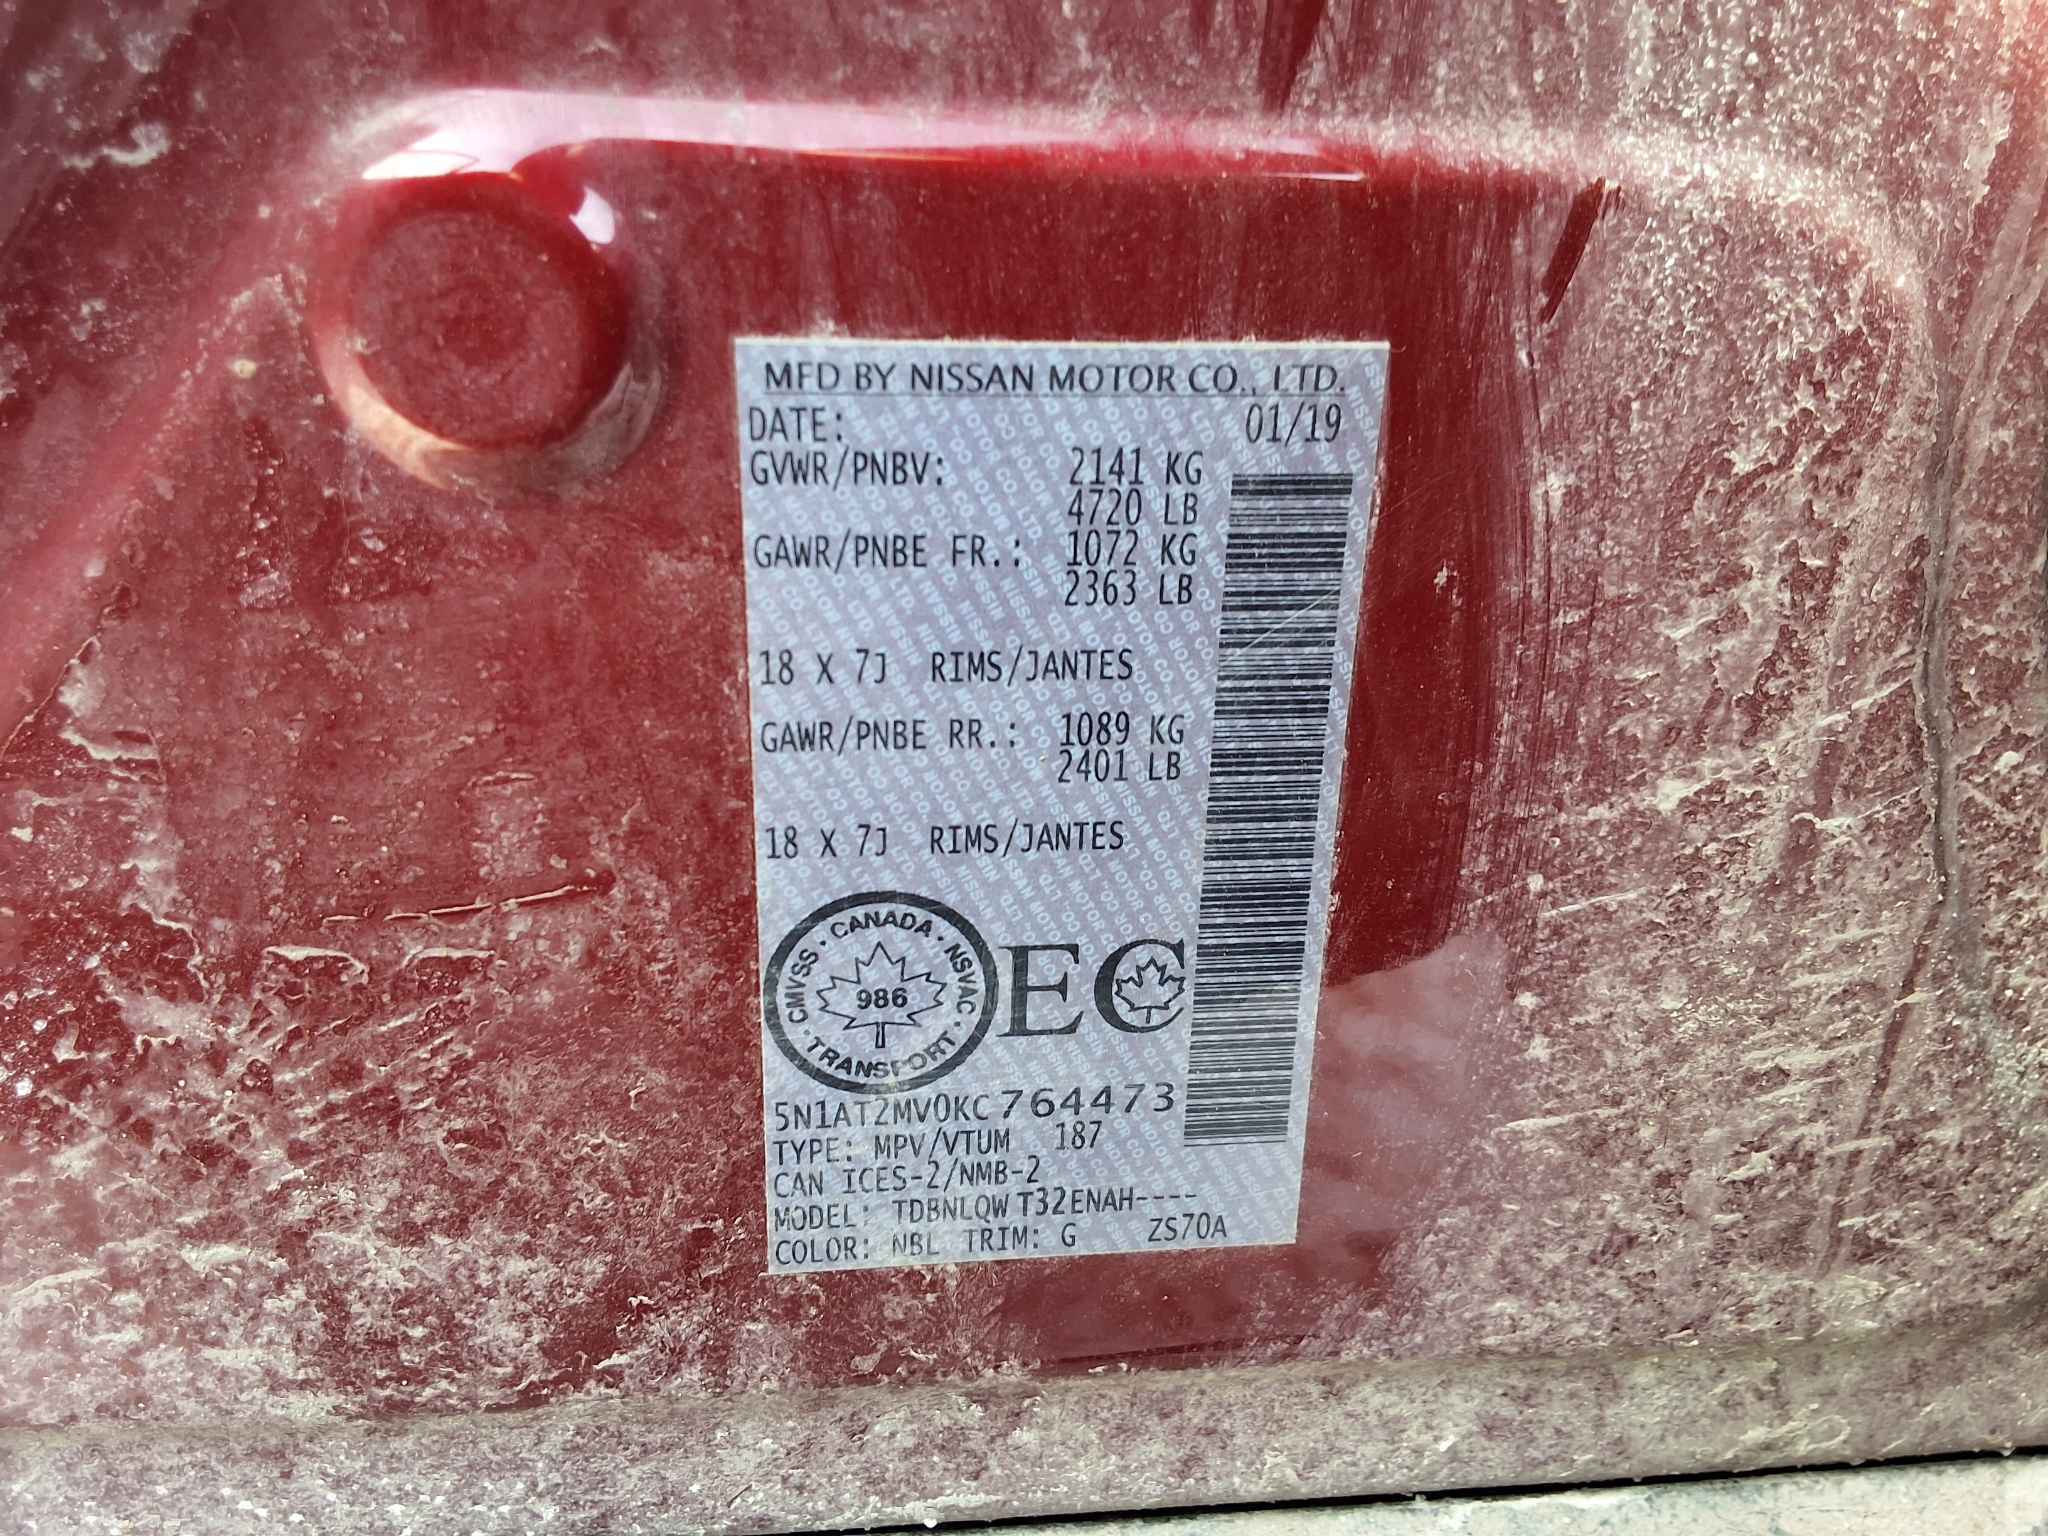 MFD BY NISSAN MOTOR CO., LTD.
DATE: 01/19
GVWR/PNBV: 2141 KG
4720 LB
GAWR/PNBE FR.: 1072 KG
2363 LB
18 X 7J RIMS/JANTES
GAWR/PNBE RR.: 1089 KG
2401 LB
18 X 7J RIMS/JANTES
CMVSS · CANADA · NSVAC · TRANSPORT ·
986
EC
5N1AT2MV0KC764473
TYPE: MPV/VTUM 187
CAN ICES-2/NMB-2
MODEL: TDBNLQW T32ENAH----
COLOR: NBL TRIM: G ZS70A